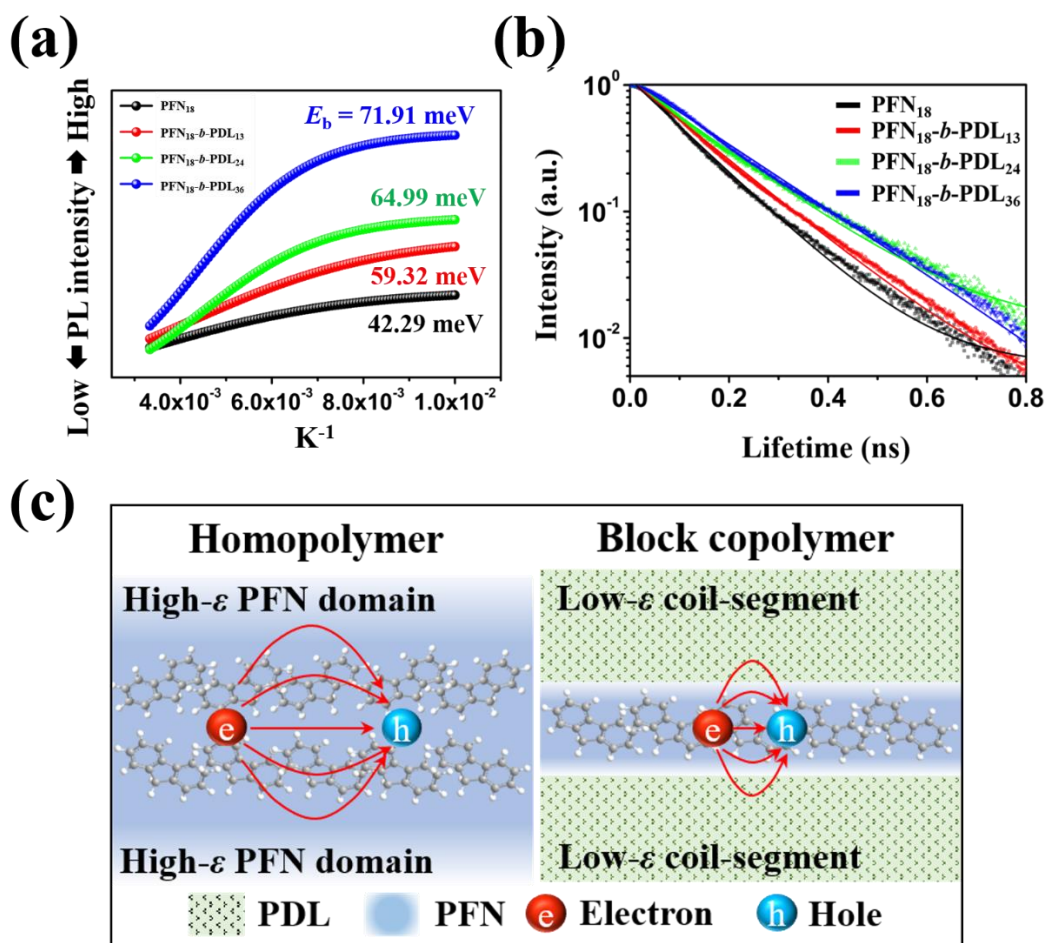 (a)
PFN₁₈
PFN₁₈-b-PDL₁₃
PFN₁₈-b-PDL₂₄
PFN₁₈-b-PDL₃₆
E_b = 71.91 meV
64.99 meV
59.32 meV
42.29 meV
Low ⬅ PL intensity ➡ High
4.0x10⁻³ 6.0x10⁻³ 8.0x10⁻³ 1.0x10⁻²
K⁻¹
(b)
10⁰
10⁻¹
10⁻²
PFN₁₈
PFN₁₈-b-PDL₁₃
PFN₁₈-b-PDL₂₄
PFN₁₈-b-PDL₃₆
Intensity (a.u.)
0.0 0.2 0.4 0.6 0.8
Lifetime (ns)
(c)
Homopolymer
High-ε PFN domain
e h
High-ε PFN domain
Block copolymer
Low-ε coil-segment
e h
Low-ε coil-segment
PDL PFN e Electron h Hole